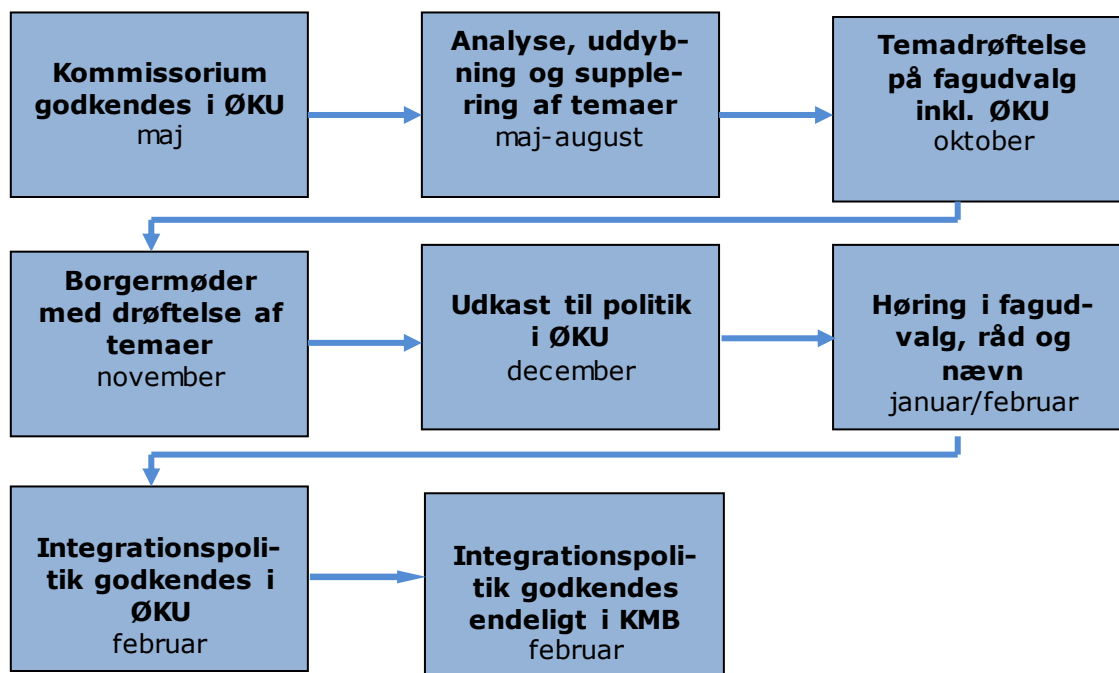 Kommissorium
godkendes i ØKU
maj
Analyse, uddyb-
ning og supple-
ring af temaer
maj-august
Temadrøftelse
på fagudvalg
inkl. ØKU
oktober
Borgermøder
med drøftelse af
temaer
november
Udkast til politik
i ØKU
december
Høring i fagud-
valg, råd og
nævn
januar/februar
Integrationspoli-
tik godkendes i
ØKU
februar
Integrationspoli-
tik godkendes
endeligt i KMB
februar